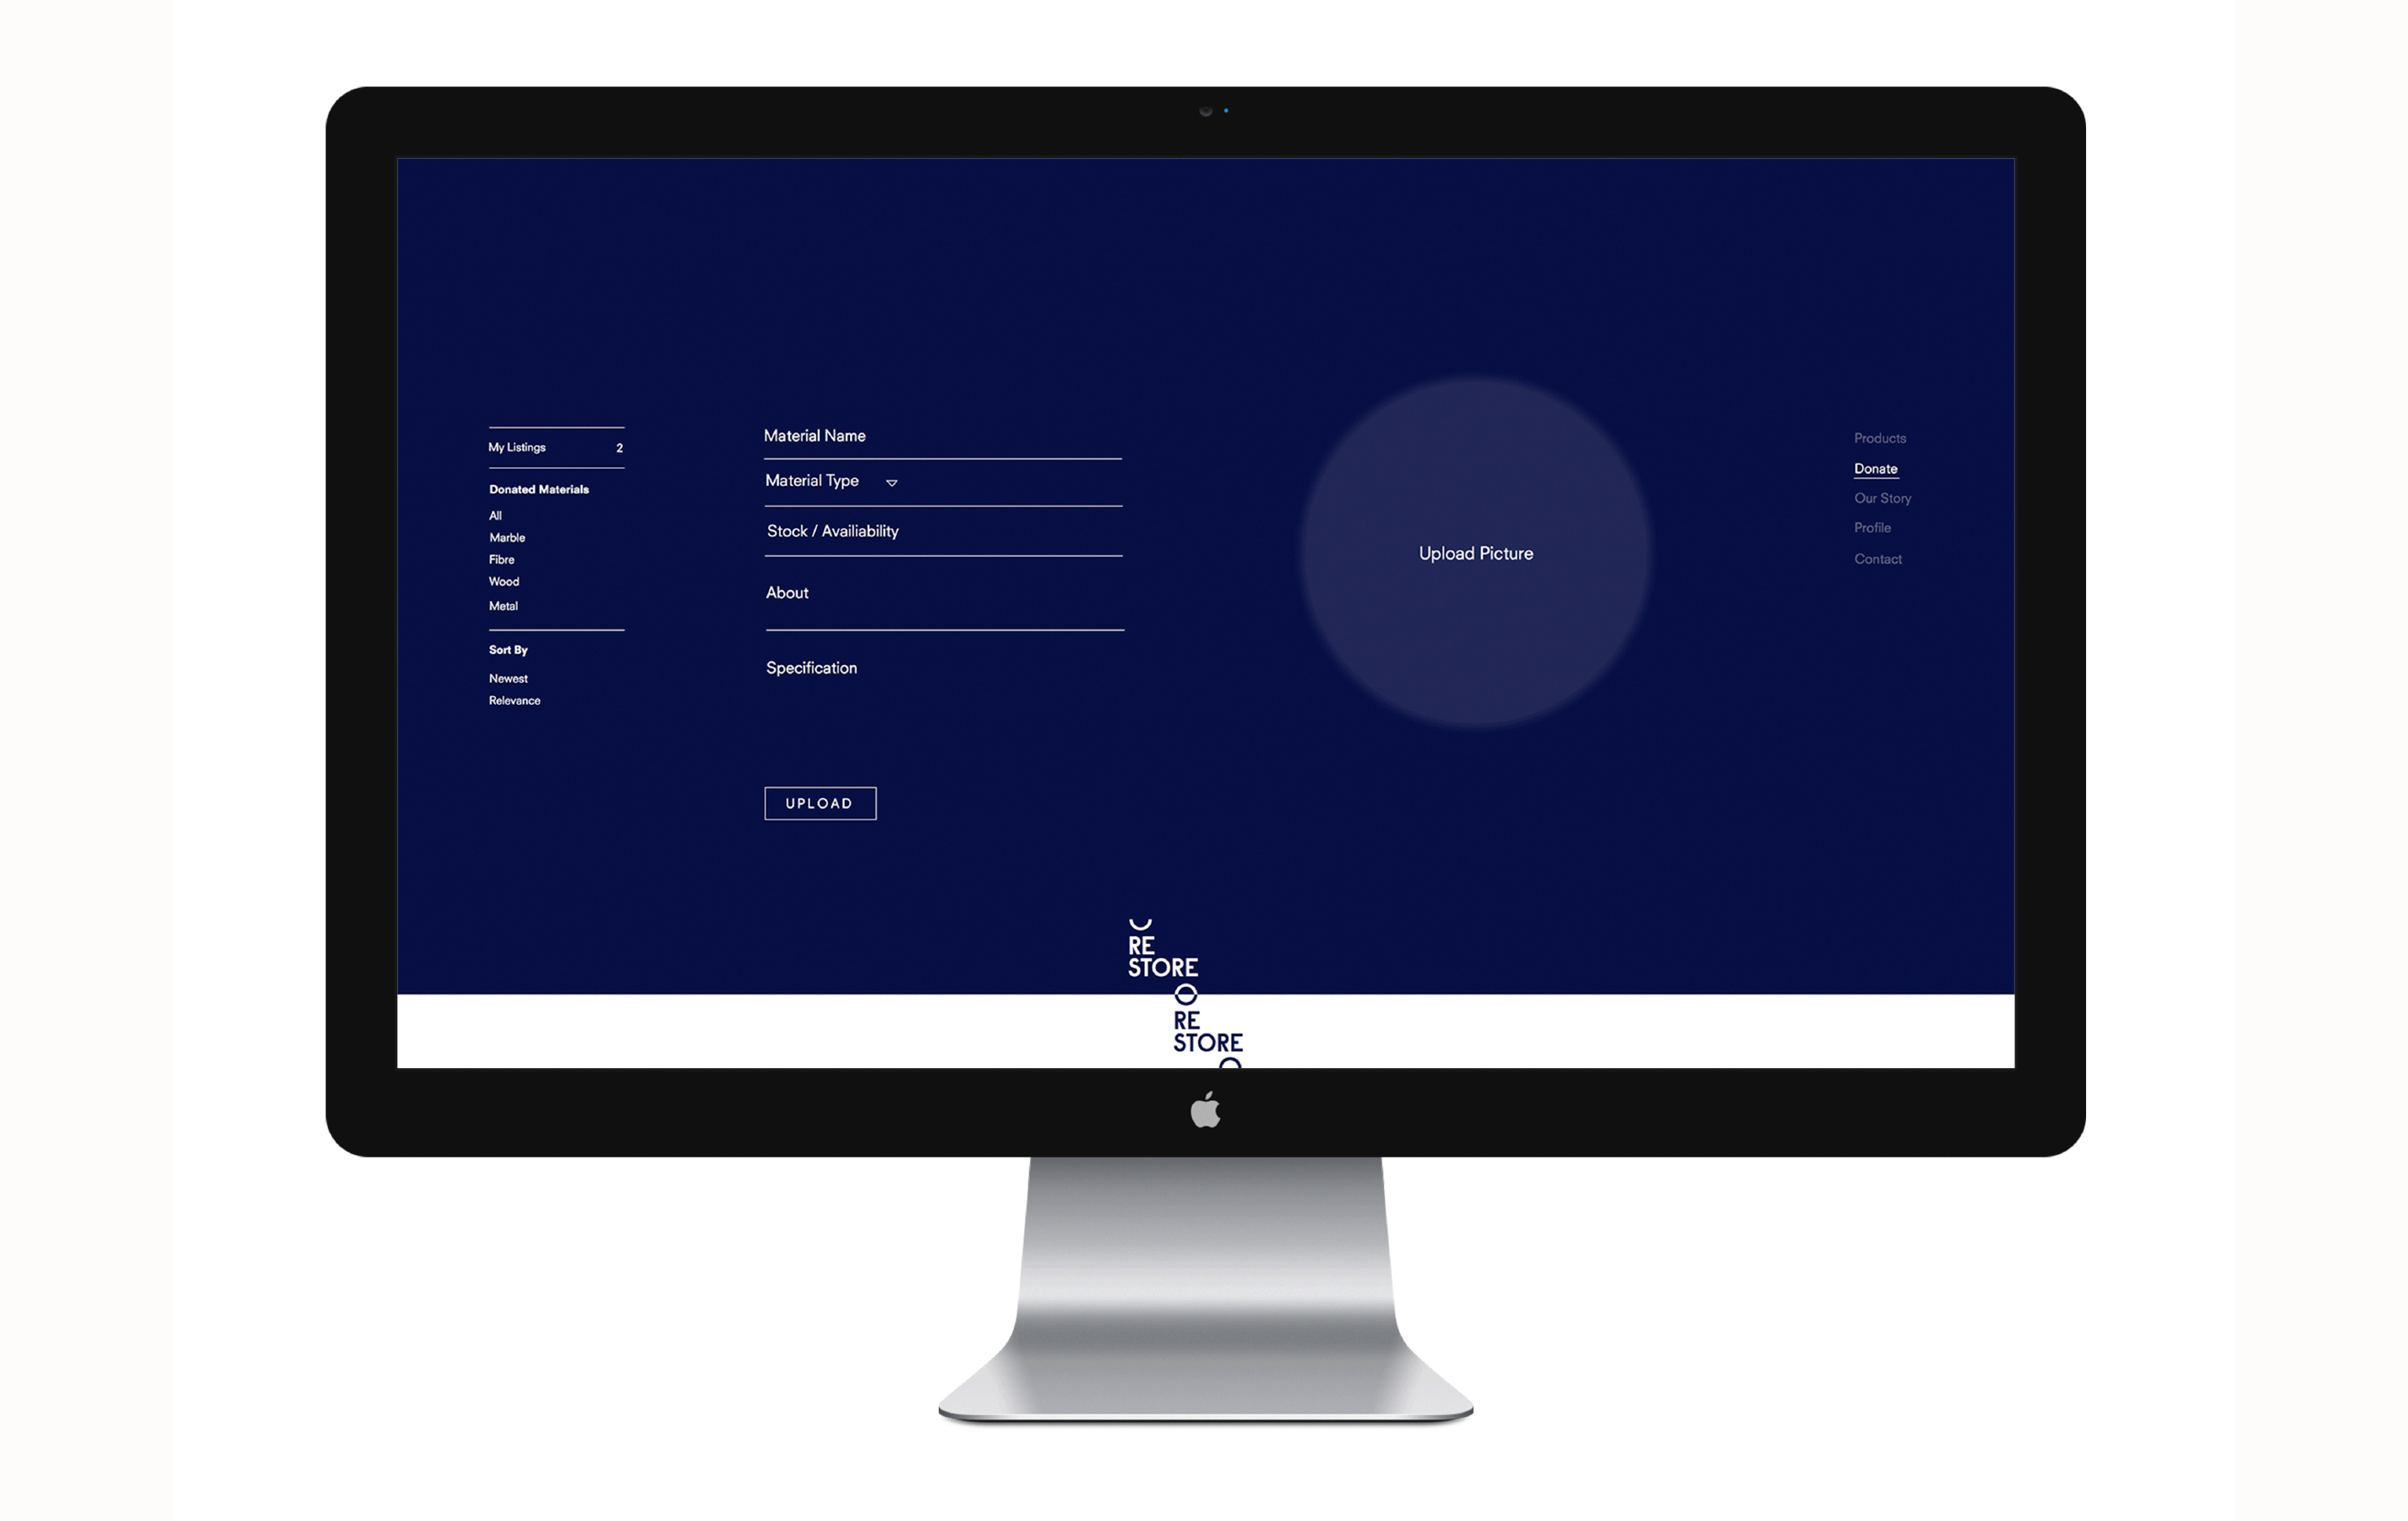 My Listings 2
Donated Materials
All
Marble
Fibre
Wood
Metal
Sort By
Newest
Relevance
Material Name
Material Type
Stock / Availiability
About
Specification
UPLOAD
Upload Picture
Products
Donate
Our Story
Profile
Contact
RE
STORE
RE
STORE